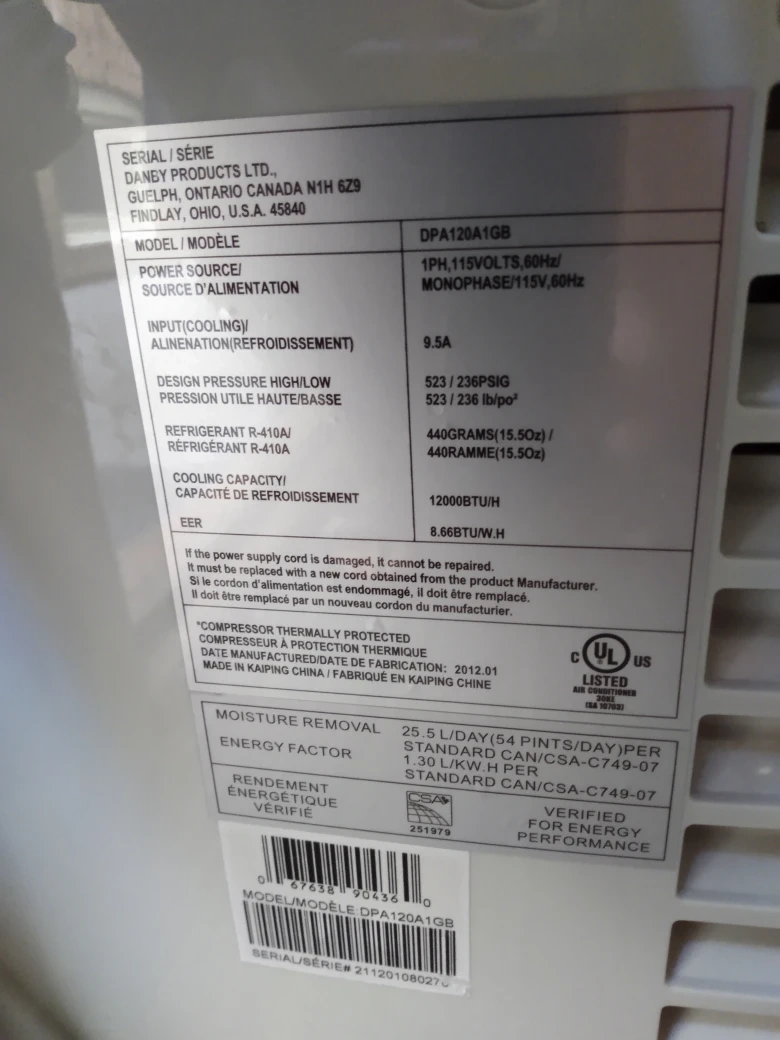 SERIAL / SÉRIE
DANBY PRODUCTS LTD.,
GUELPH, ONTARIO CANADA N1H 6Z9
FINDLAY, OHIO, U.S.A. 45840
MODEL / MODÈLE DPA120A1GB
POWER SOURCE/ 1PH,115VOLTS,60Hz/
SOURCE D'ALIMENTATION MONOPHASE/115V,60Hz
INPUT(COOLING)/
ALINENATION(REFROIDISSEMENT) 9.5A
DESIGN PRESSURE HIGH/LOW 523 / 236PSIG
PRESSION UTILE HAUTE/BASSE 523 / 236 lb/po²
REFRIGERANT R-410A/ 440GRAMS(15.5Oz) /
RÉFRIGÉRANT R-410A 440RAMME(15.5Oz)
COOLING CAPACITY/
CAPACITÉ DE REFROIDISSEMENT 12000BTU/H
EER 8.66BTU/W.H
If the power supply cord is damaged, it cannot be repaired.
It must be replaced with a new cord obtained from the product Manufacturer.
Si le cordon d'alimentation est endommagé, il doit être remplacé.
Il doit être remplacé par un nouveau cordon du manufacturier.
*COMPRESSOR THERMALLY PROTECTED
COMPRESSEUR À PROTECTION THERMIQUE
DATE MANUFACTURED/DATE DE FABRICATION: 2012.01
MADE IN KAIPING CHINA / FABRIQUÉ EN KAIPING CHINE
C UL US
LISTED
AIR CONDITIONER
30KE
(SA 10703)
MOISTURE REMOVAL 25.5 L/DAY(54 PINTS/DAY)PER
STANDARD CAN/CSA-C749-07
ENERGY FACTOR 1.30 L/KW.H PER
STANDARD CAN/CSA-C749-07
RENDEMENT
ÉNERGÉTIQUE
VÉRIFIÉ
CSA
251979
VERIFIED
FOR ENERGY
PERFORMANCE
0 67638 90436 0
MODEL/MODÈLE:DPA120A1GB
SERIAL/SÉRIE# 21120108027